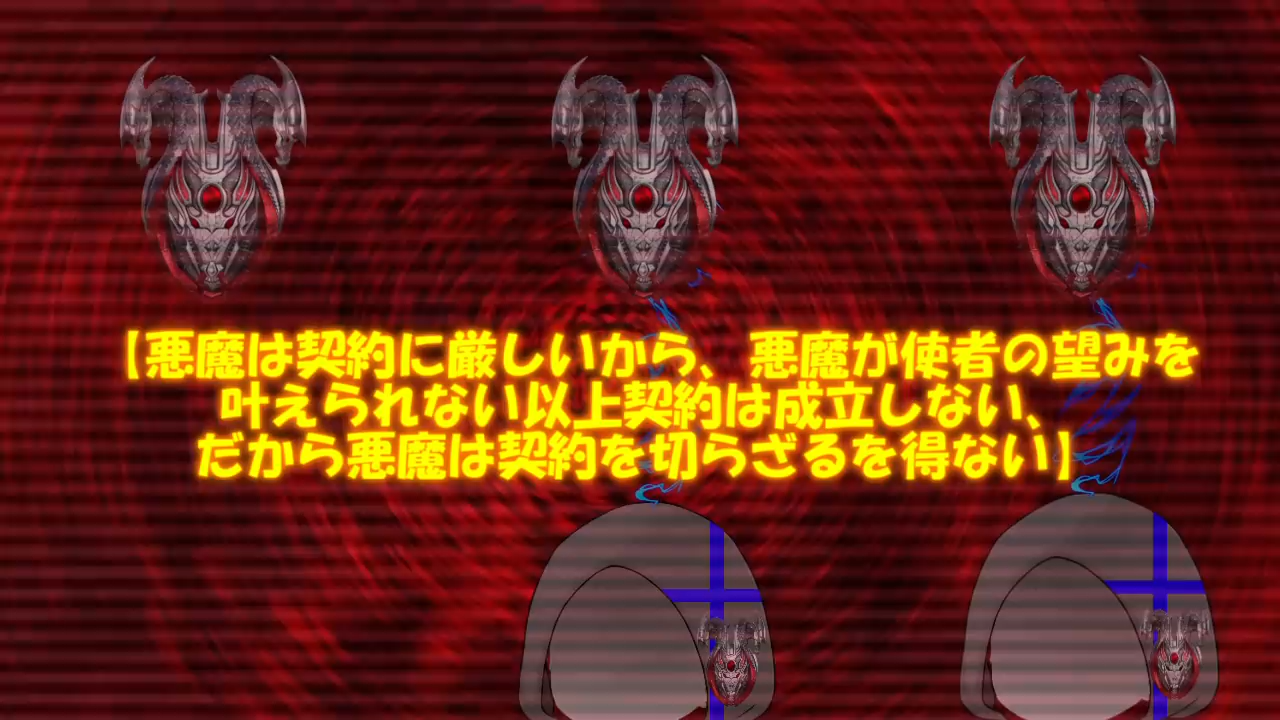 【悪魔は契約に厳しいから、悪魔が使者の望みを
叶えられない以上契約は成立しない、
だから悪魔は契約を切らざるを得ない】